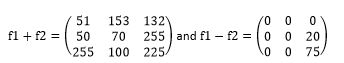 f1 + f2 = ( 51 153 132 ; 50 70 255 ; 255 100 225 ) and f1 − f2 = ( 0 0 0 ; 0 0 20 ; 0 0 75 )